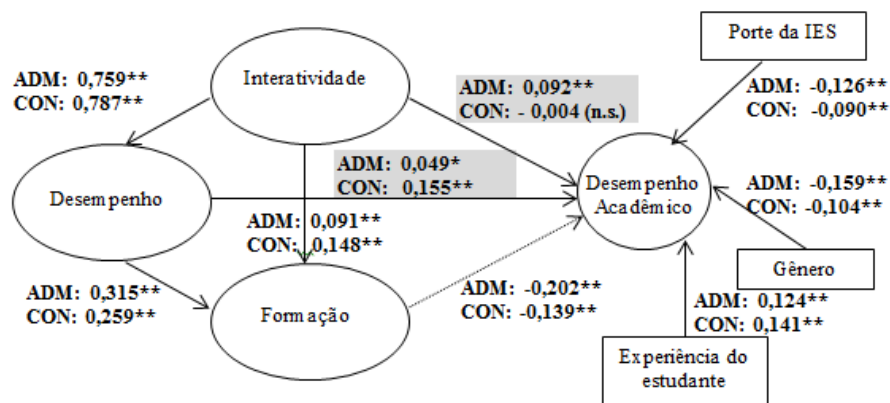 Porte da IES
ADM: 0,759**
CON: 0,787**
Interatividade
ADM: 0,092**
CON: - 0,004 (n.s.)
ADM: -0,126**
CON: -0,090**
ADM: 0,049*
CON: 0,155**
Desempenho
Desempenho
Acadêmico
ADM: -0,159**
CON: -0,104**
ADM: 0,091**
CON: 0,148**
Gênero
ADM: 0,315**
CON: 0,259**
Formação
ADM: -0,202**
CON: -0,139**
ADM: 0,124**
CON: 0,141**
Experiência do
estudante